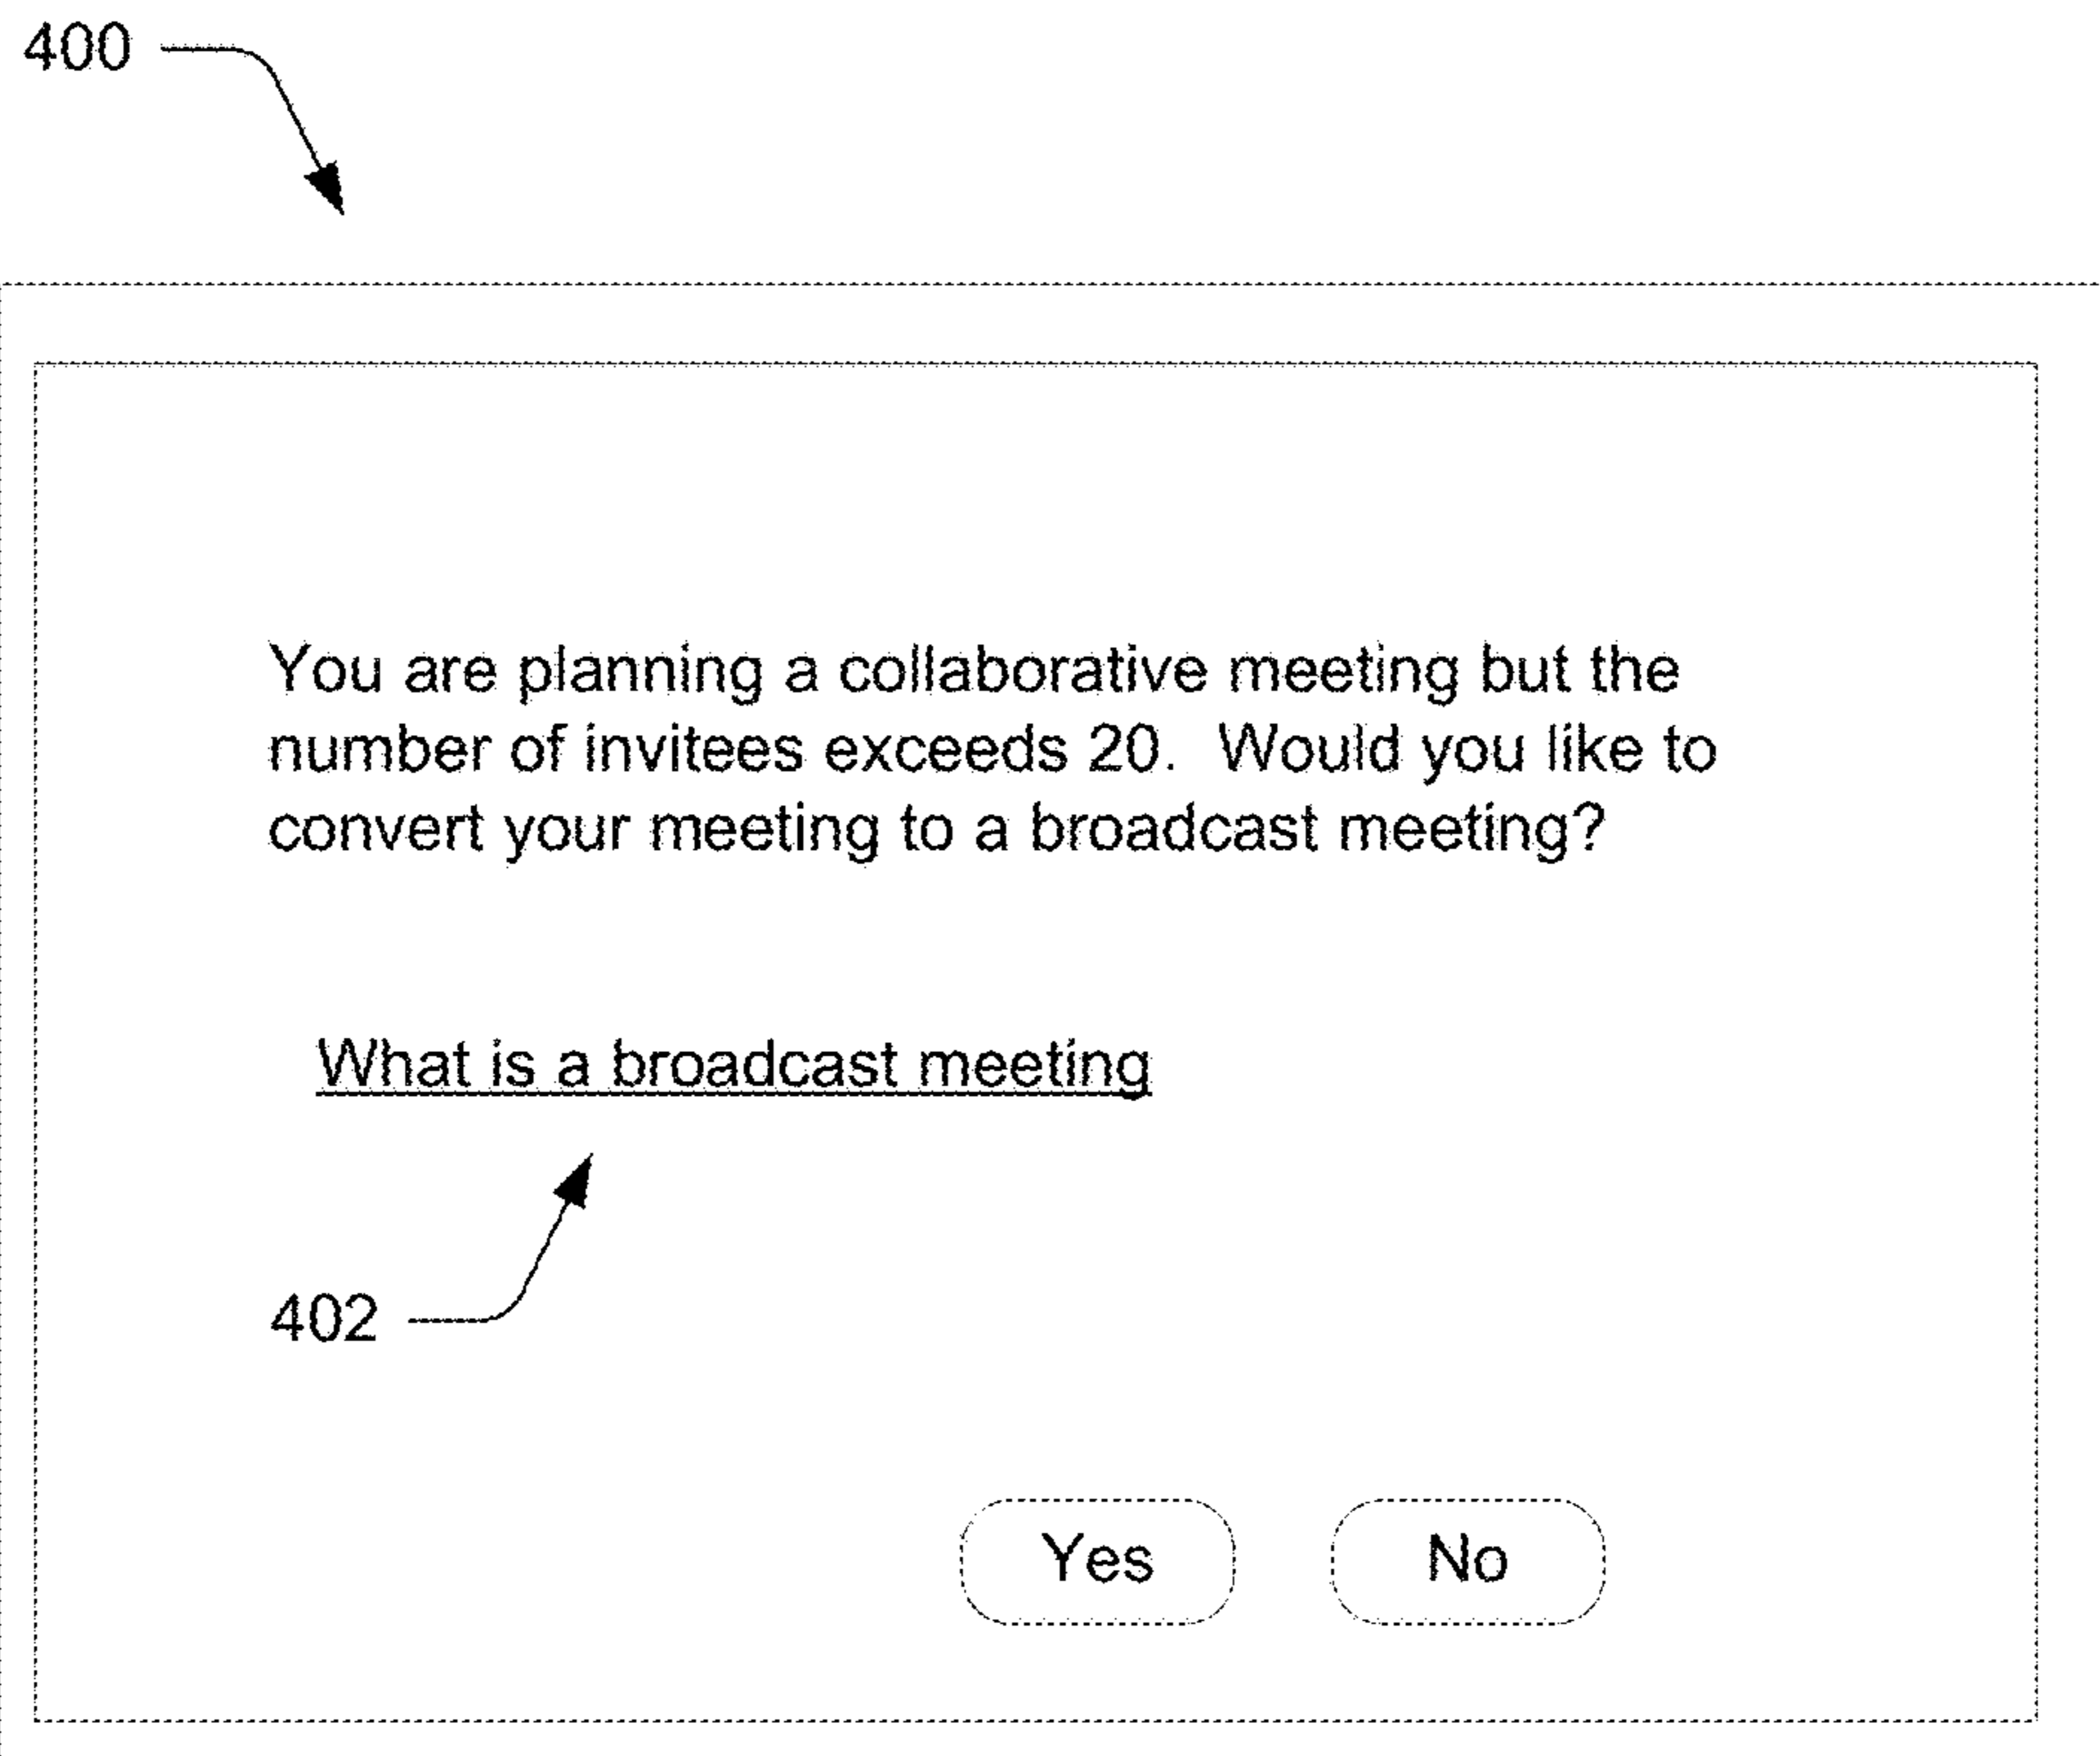 400
You are planning a collaborative meeting but the
number of invitees exceeds 20.  Would you like to
convert your meeting to a broadcast meeting?
What is a broadcast meeting
402
Yes No